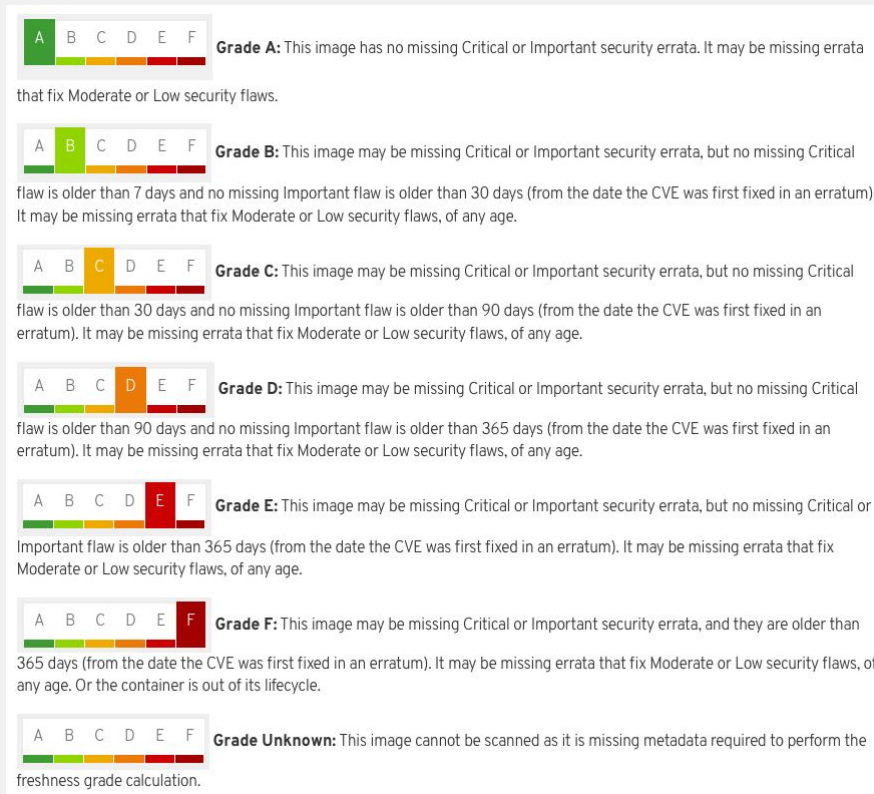 A B C D E F Grade A: This image has no missing Critical or Important security errata. It may be missing errata
that fix Moderate or Low security flaws.
A B C D E F Grade B: This image may be missing Critical or Important security errata, but no missing Critical
flaw is older than 7 days and no missing Important flaw is older than 30 days (from the date the CVE was first fixed in an erratum)
It may be missing errata that fix Moderate or Low security flaws, of any age.
A B C D E F Grade C: This image may be missing Critical or Important security errata, but no missing Critical
flaw is older than 30 days and no missing Important flaw is older than 90 days (from the date the CVE was first fixed in an
erratum). It may be missing errata that fix Moderate or Low security flaws, of any age.
A B C D E F Grade D: This image may be missing Critical or Important security errata, but no missing Critical
flaw is older than 90 days and no missing Important flaw is older than 365 days (from the date the CVE was first fixed in an
erratum). It may be missing errata that fix Moderate or Low security flaws, of any age.
A B C D E F Grade E: This image may be missing Critical or Important security errata, but no missing Critical or
Important flaw is older than 365 days (from the date the CVE was first fixed in an erratum). It may be missing errata that fix
Moderate or Low security flaws, of any age.
A B C D E F Grade F: This image may be missing Critical or Important security errata, and they are older than
365 days (from the date the CVE was first fixed in an erratum). It may be missing errata that fix Moderate or Low security flaws, of
any age. Or the container is out of its lifecycle.
A B C D E F Grade Unknown: This image cannot be scanned as it is missing metadata required to perform the
freshness grade calculation.